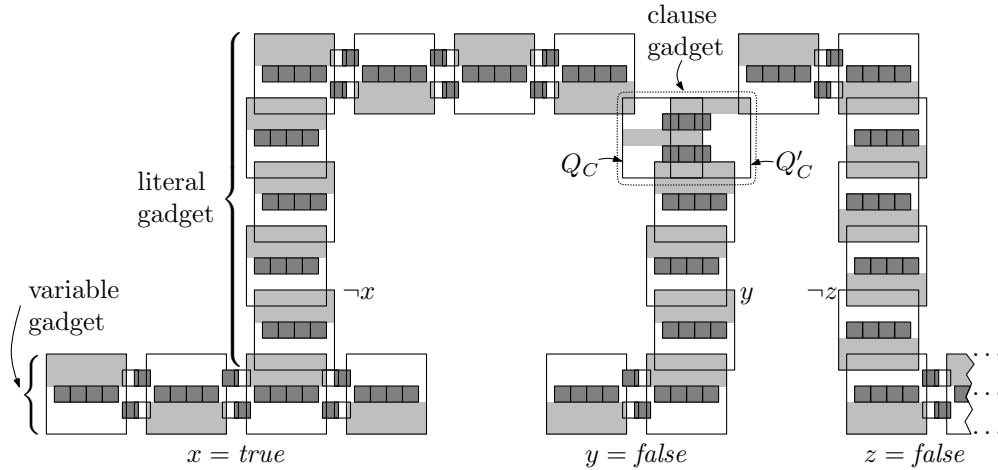 clause
gadget
Q_C
Q'_C
literal
gadget
¬x
y
¬z
variable
gadget
x = true
y = false
z = false